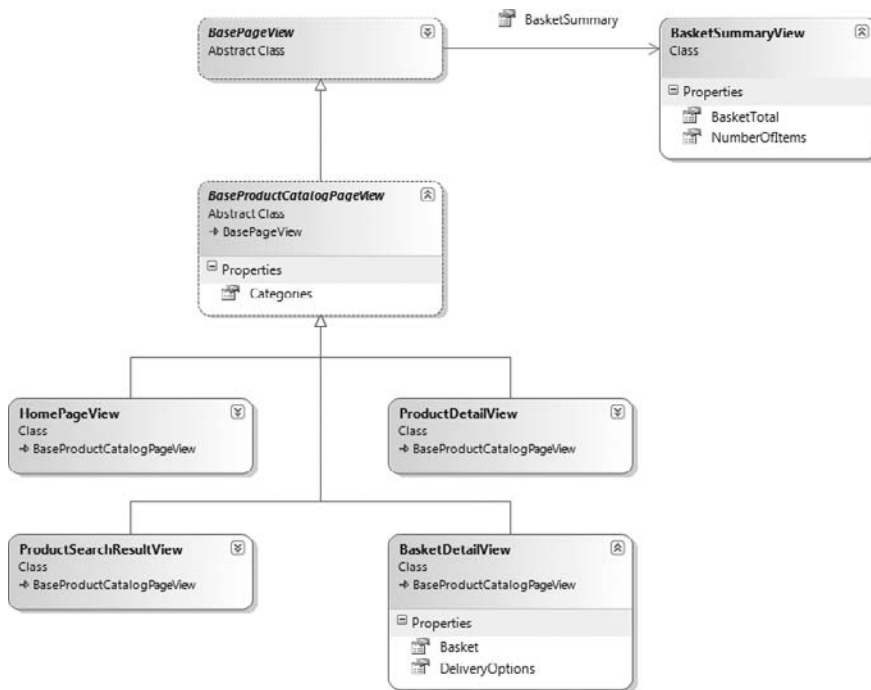 BasePageView
Abstract Class
BasketSummary
BasketSummaryView
Class
Properties
BasketTotal
NumberOfItems
BaseProductCatalogPageView
Abstract Class
BasePageView
Properties
Categories
HomePageView
Class
BaseProductCatalogPageView
ProductDetailView
Class
BaseProductCatalogPageView
ProductSearchResultView
Class
BaseProductCatalogPageView
BasketDetailView
Class
BaseProductCatalogPageView
Properties
Basket
DeliveryOptions